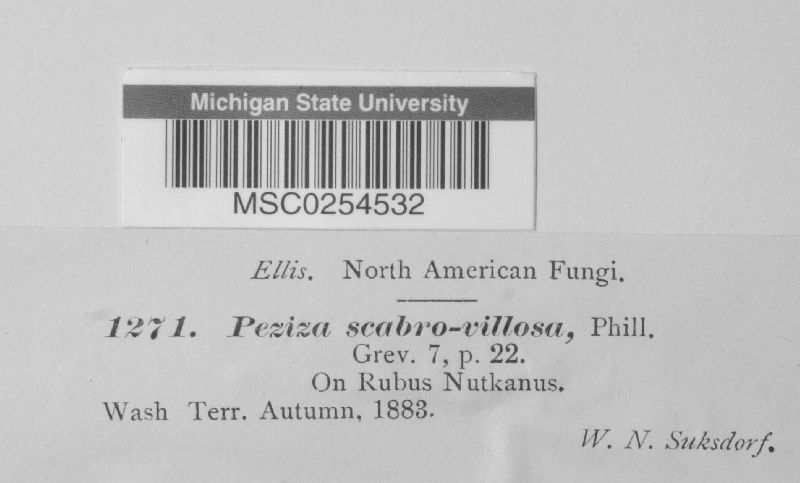 Michigan State University
MSC0254532
Ellis. North American Fungi.
1271. Peziza scabro-villosa, Phill.
Grev. 7, p. 22.
On Rubus Nutkanus.
Wash Terr. Autumn, 1883.
W. N. Suksdorf.